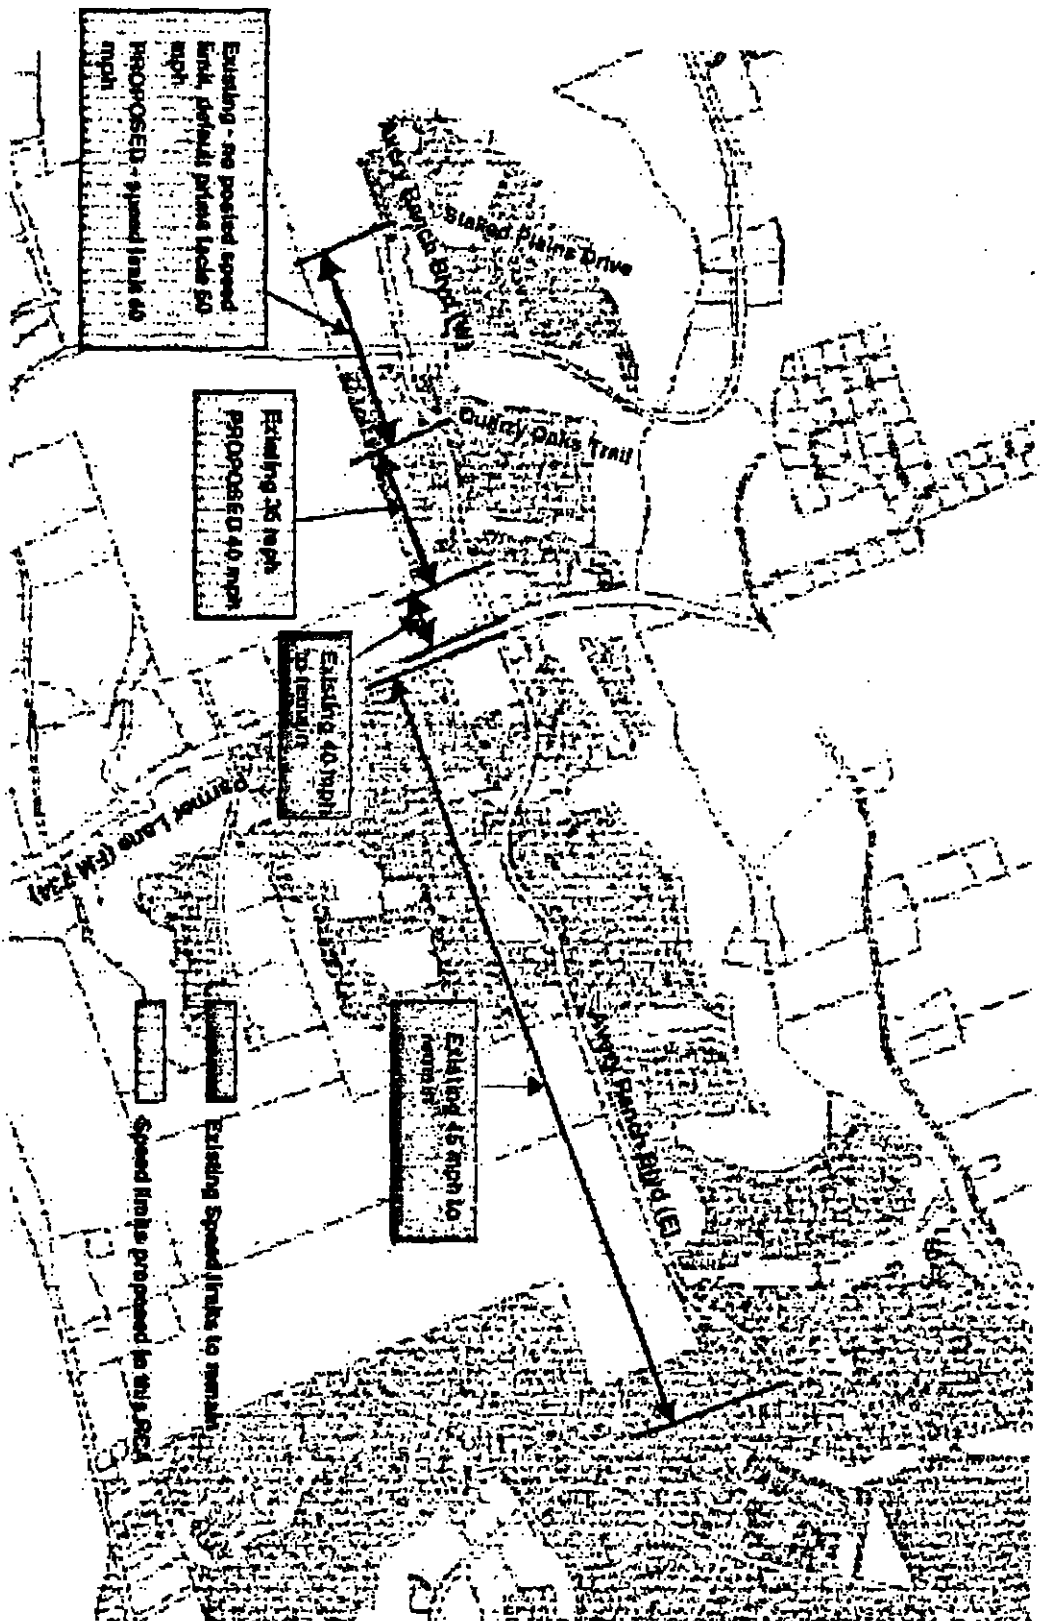 Existing - no posted speed
limit, default prima facie 60
mph
PROPOSED - Speed limit 40
mph
Avery Ranch Blvd (W)
Staked Plains Drive
Quarry Oaks Trail
Existing 35 mph
PROPOSED 40 mph
Existing 40 mph
to remain
Parmer Lane (FM 734)
Existing 45 mph to
remain
Avery Ranch Blvd (E)
Existing Speed limits to remain
Speed limits proposed in this RCA